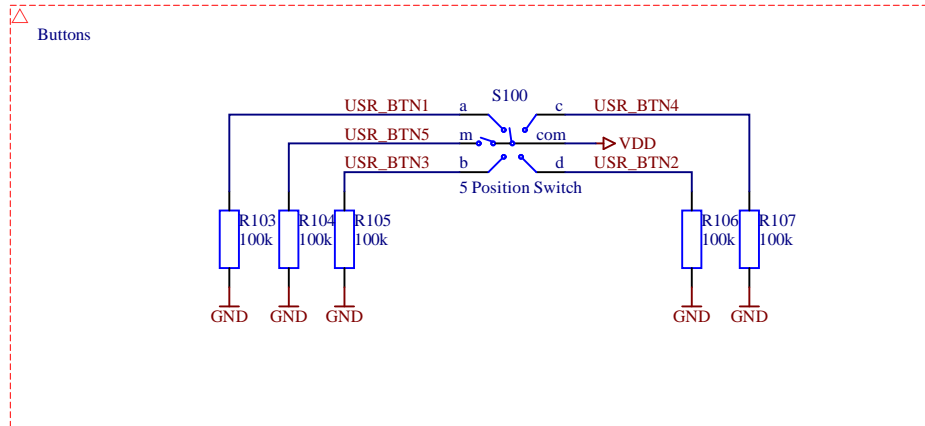 Buttons
S100
USR_BTN1 a c USR_BTN4
USR_BTN5 m com VDD
USR_BTN3 b d USR_BTN2
5 Position Switch
R103 R104 R105 R106 R107
100k 100k 100k 100k 100k
GND GND GND GND GND